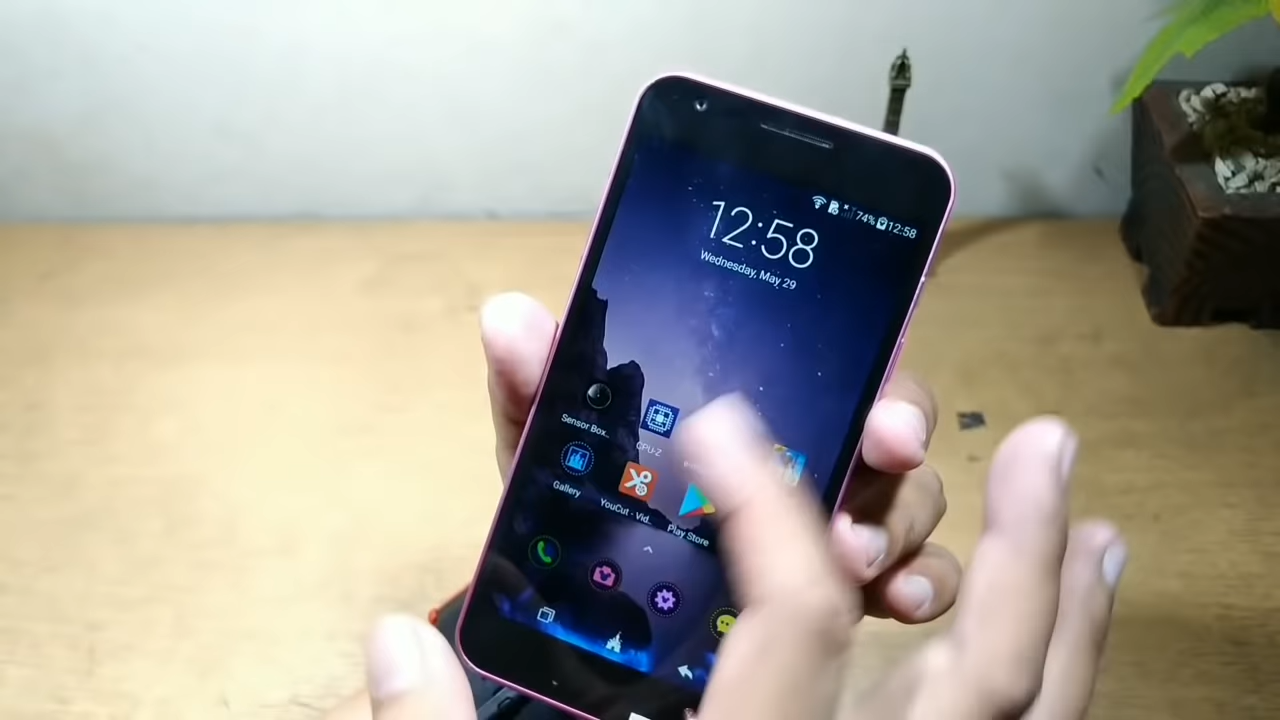 74% 12:58
12:58
Wednesday, May 29
Sensor Box..
CPU-Z
Gallery
YouCut - Vid..
Play Store